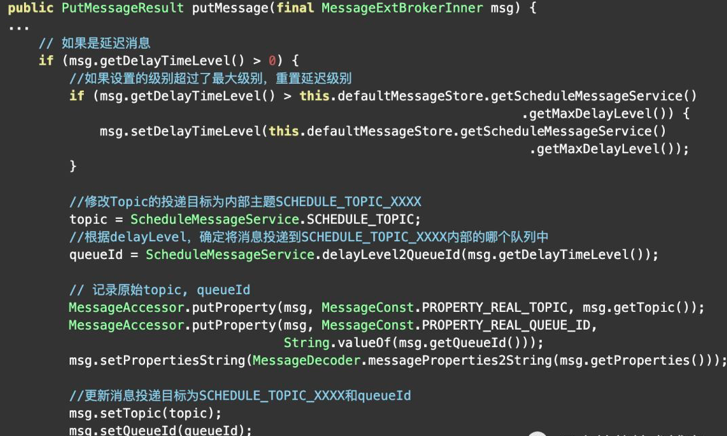 public PutMessageResult putMessage(final MessageExtBrokerInner msg) {
...
// 如果是延迟消息
if (msg.getDelayTimeLevel() > 0) {
//如果设置的级别超过了最大级别，重置延迟级别
if (msg.getDelayTimeLevel() > this.defaultMessageStore.getScheduleMessageService()
.getMaxDelayLevel()) {
msg.setDelayTimeLevel(this.defaultMessageStore.getScheduleMessageService()
.getMaxDelayLevel());
}
//修改Topic的投递目标为内部主题SCHEDULE_TOPIC_XXXX
topic = ScheduleMessageService.SCHEDULE_TOPIC;
//根据delayLevel，确定将消息投递到SCHEDULE_TOPIC_XXXX内部的哪个队列中
queueId = ScheduleMessageService.delayLevel2QueueId(msg.getDelayTimeLevel());
// 记录原始topic, queueId
MessageAccessor.putProperty(msg, MessageConst.PROPERTY_REAL_TOPIC, msg.getTopic());
MessageAccessor.putProperty(msg, MessageConst.PROPERTY_REAL_QUEUE_ID,
String.valueOf(msg.getQueueId()));
msg.setPropertiesString(MessageDecoder.messageProperties2String(msg.getProperties()));
//更新消息投递目标为SCHEDULE_TOPIC_XXXX和queueId
msg.setTopic(topic);
msg.setQueueId(queueId);